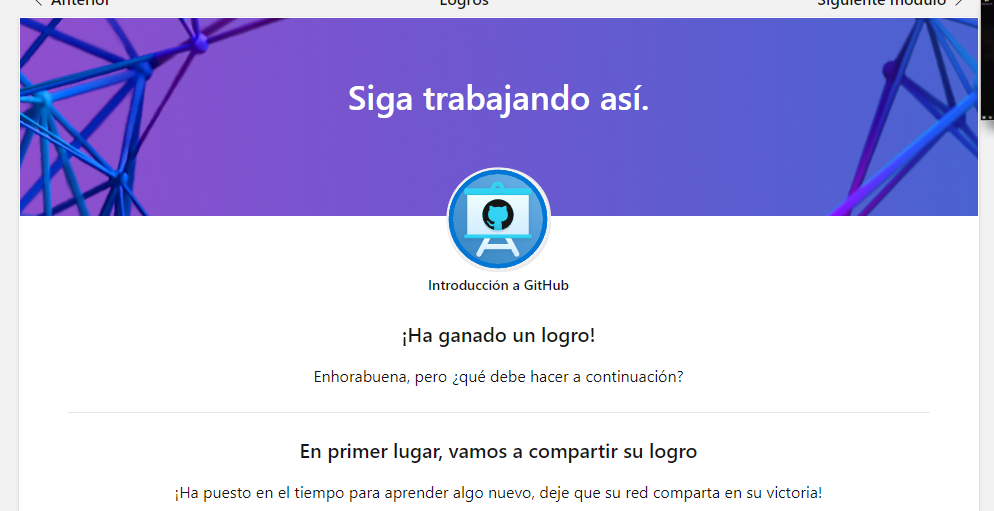 Anterior
Logros
Siguiente módulo
Siga trabajando así.
Introducción a GitHub
¡Ha ganado un logro!
Enhorabuena, pero ¿qué debe hacer a continuación?
En primer lugar, vamos a compartir su logro
¡Ha puesto en el tiempo para aprender algo nuevo, deje que su red comparta en su victoria!